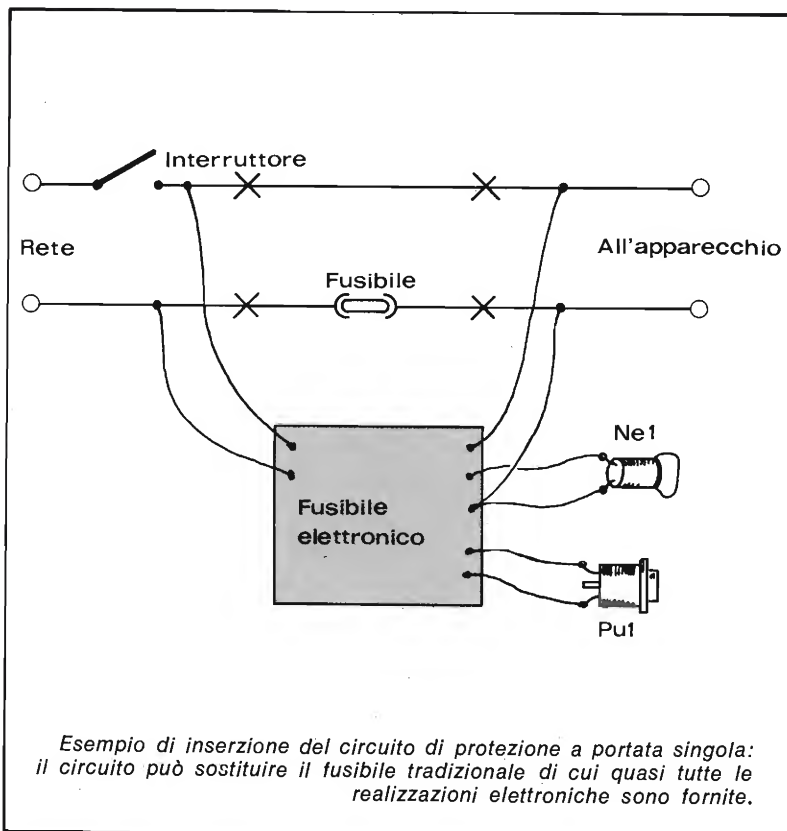 Interruttore
Rete
All'apparecchio
Fusibile
Ne1
Fusibile
elettronico
Pu1
Esempio di inserzione del circuito di protezione a portata singola:
il circuito può sostituire il fusibile tradizionale di cui quasi tutte le
realizzazioni elettroniche sono fornite.